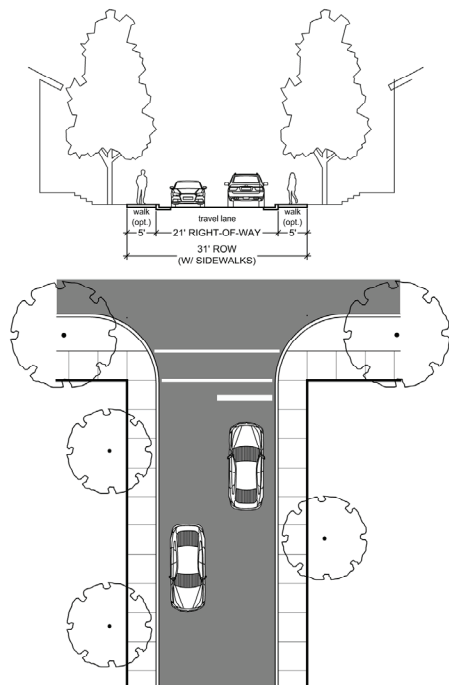 walk
(opt.)
travel lane
walk
(opt.)
5'
21' RIGHT-OF-WAY
5'
31' ROW
(W/ SIDEWALKS)